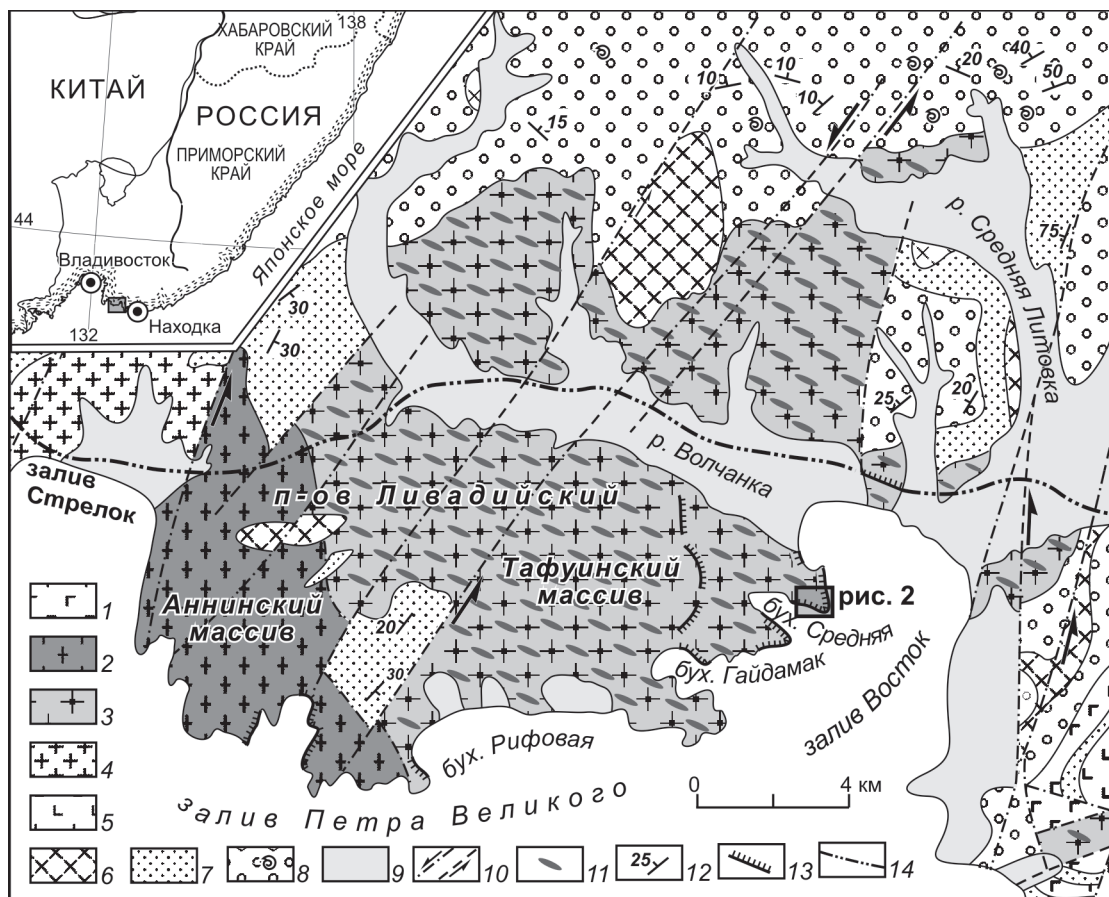 ХАБАРОВСКИЙ
КРАЙ
138
КИТАЙ
РОССИЯ
ПРИМОРСКИЙ
КРАЙ
44
Владивосток
132
Находка
Японское море
15
10
10
10
20
40
50
75
30
30
25
20
р. Средняя Литовка
р. Волчанка
залив
Стрелок
п-ов Ливадийский
Аннинский
массив
Тафуинский
массив
рис. 2
20
30
бух. Средняя
бух. Гайдамак
залив Восток
бух. Рифовая
залив Петра Великого
0 4 км
1
2
3
4
5
6 7 8 9 10 11 25 12 13 14